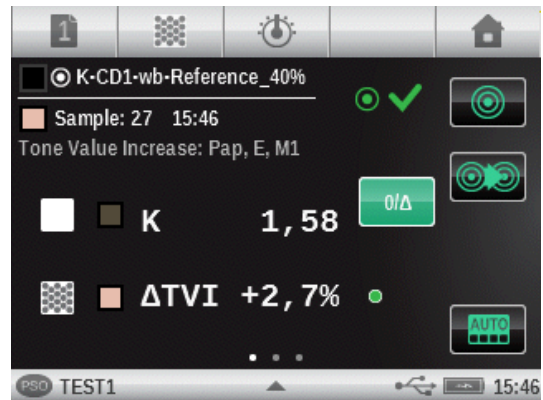 1
K-CD1-wb-Reference_40%
Sample: 27 15:46
Tone Value Increase: Pap, E, M1
0/Δ
K 1,58
ΔTVI +2,7%
AUTO
PSO TEST1 15:46